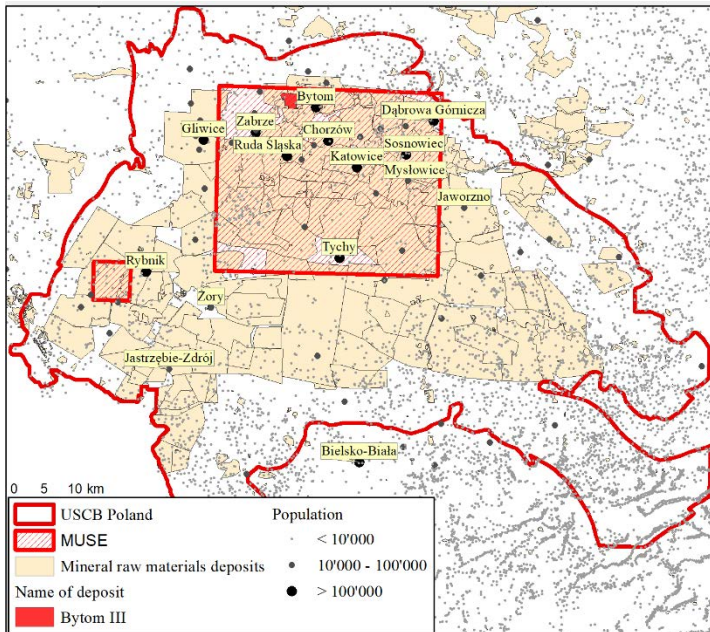 Bytom
Dąbrowa Górnicza
Zabrze
Gliwice
Chorzów
Ruda Śląska
Sosnowiec
Katowice
Mysłowice
Jaworzno
Tychy
Rybnik
Żory
Jastrzębie-Zdrój
Bielsko-Biała
0 5 10 km
USCB Poland
MUSE
Mineral raw materials deposits
Name of deposit
Bytom III
Population
< 10'000
10'000 - 100'000
> 100'000